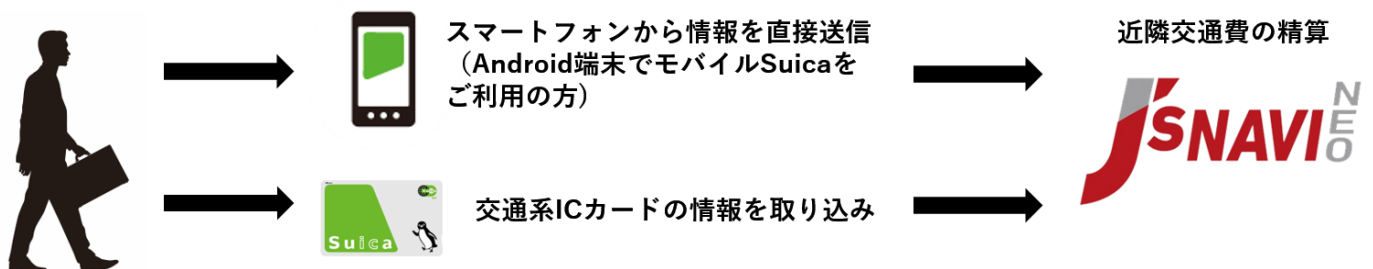 スマートフォンから情報を直接送信
（Android端末でモバイルSuicaを
ご利用の方）
近隣交通費の精算
J'SNAVI NEO
Suica
交通系ICカードの情報を取り込み